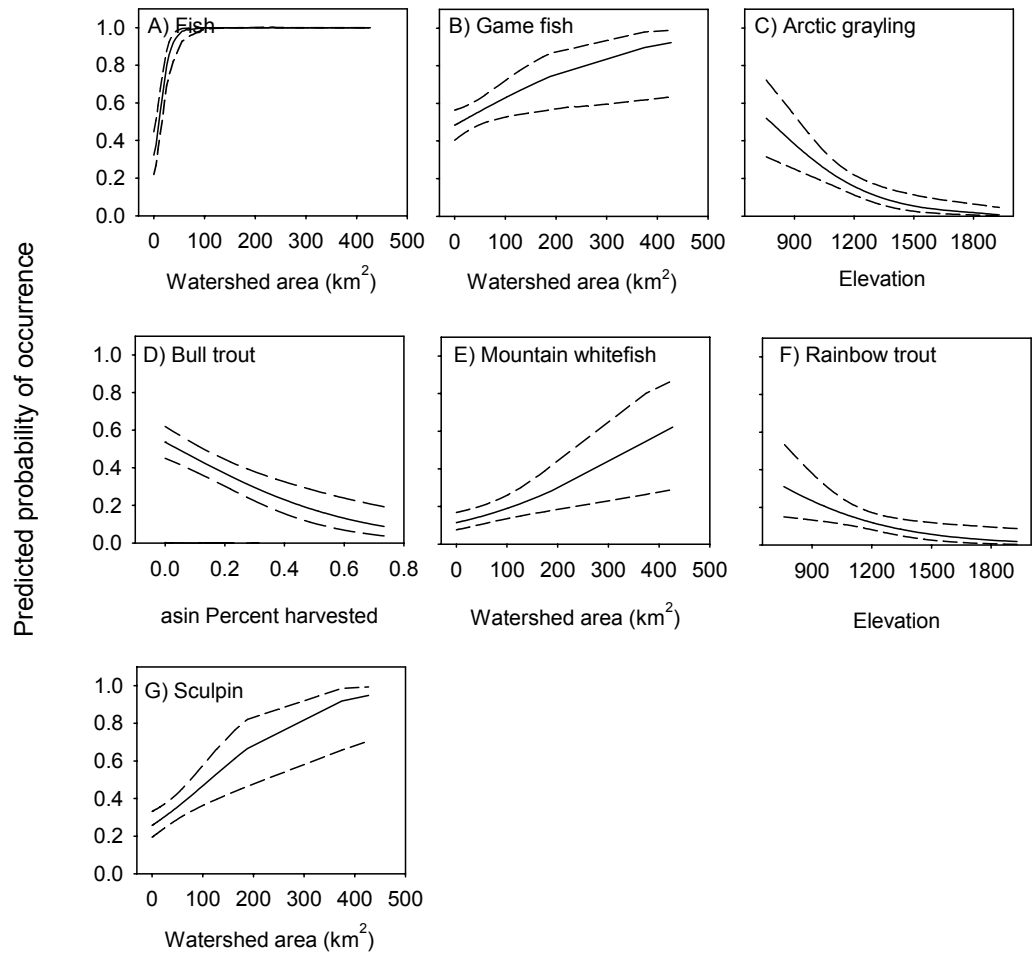 Predicted probability of occurrence
A) Fish
1.0
0.8
0.6
0.4
0.2
0.0
0 100 200 300 400 500
Watershed area (km²)
B) Game fish
0 100 200 300 400 500
Watershed area (km²)
C) Arctic grayling
900 1200 1500 1800
Elevation
D) Bull trout
1.0
0.8
0.6
0.4
0.2
0.0
0.0 0.2 0.4 0.6 0.8
asin Percent harvested
E) Mountain whitefish
0 100 200 300 400 500
Watershed area (km²)
F) Rainbow trout
900 1200 1500 1800
Elevation
G) Sculpin
1.0
0.8
0.6
0.4
0.2
0.0
0 100 200 300 400 500
Watershed area (km²)